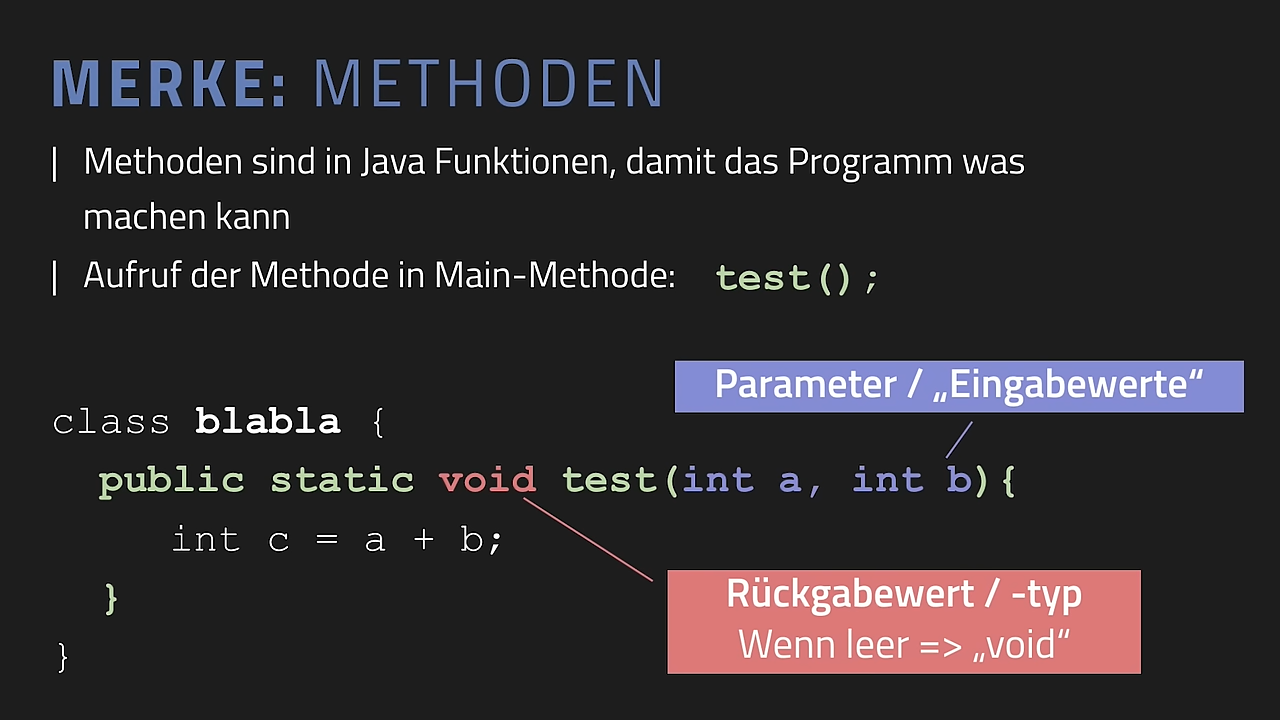 MERKE: METHODEN
| Methoden sind in Java Funktionen, damit das Programm was
machen kann
| Aufruf der Methode in Main-Methode: test();
Parameter / „Eingabewerte“
class blabla {
public static void test(int a, int b){
int c = a + b;
}
Rückgabewert / -typ
Wenn leer => „void“
}